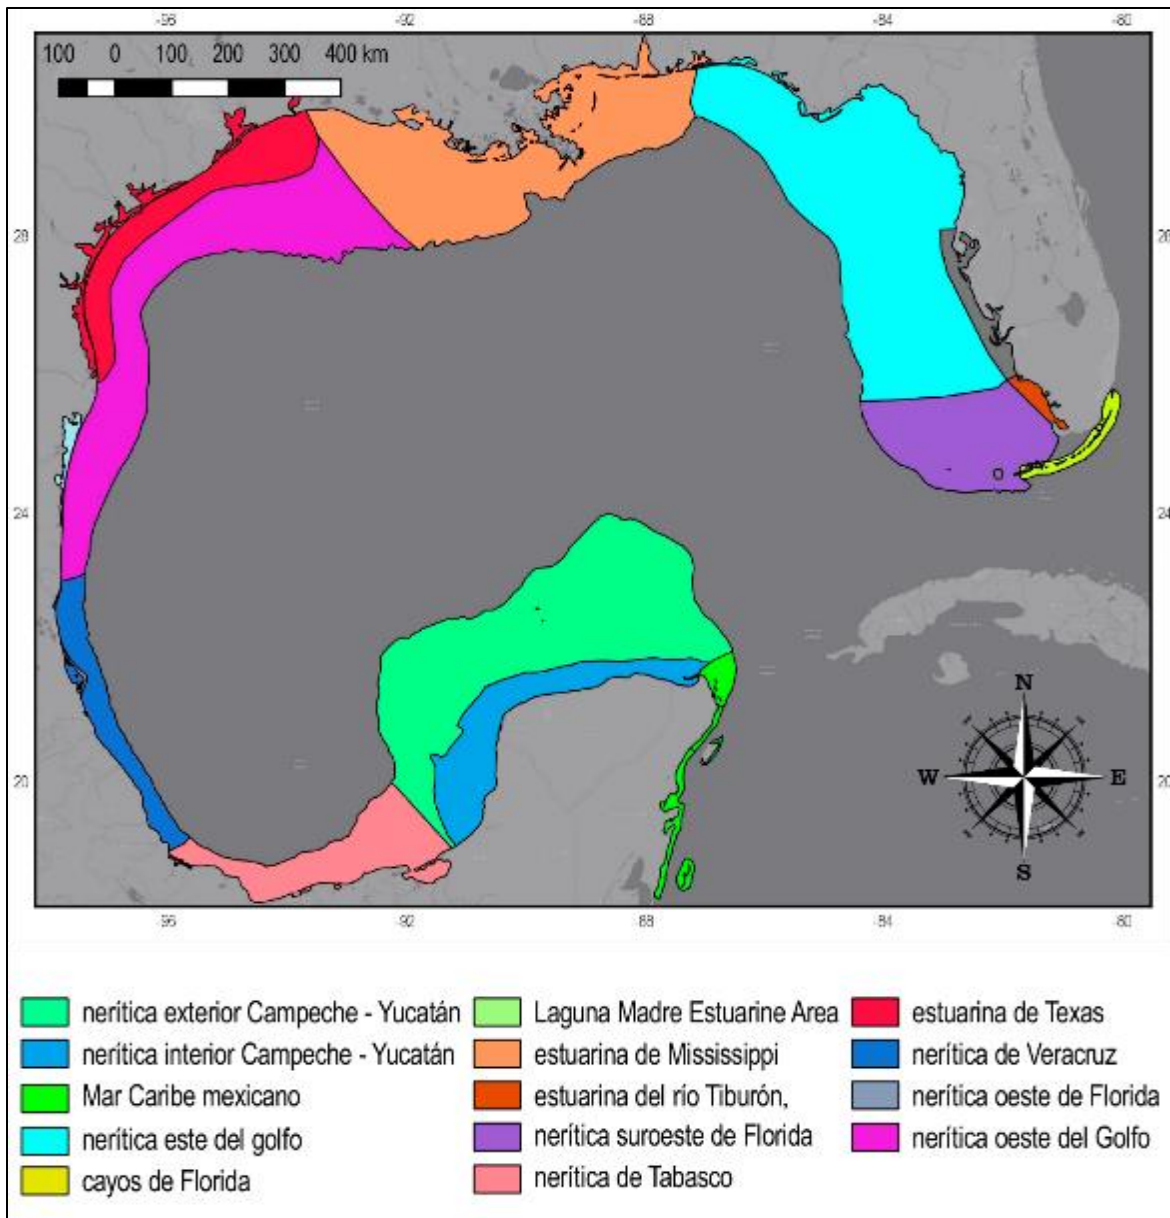 -96 -92 -88 -84 -80
100 0 100 200 300 400 km
28 28
24 24
20 20
N
W E
S
-96 -92 -88 -84 -80
nerítica exterior Campeche - Yucatán
nerítica interior Campeche - Yucatán
Mar Caribe mexicano
nerítica este del golfo
cayos de Florida
Laguna Madre Estuarine Area
estuarina de Mississippi
estuarina del río Tiburón,
nerítica suroeste de Florida
nerítica de Tabasco
estuarina de Texas
nerítica de Veracruz
nerítica oeste de Florida
nerítica oeste del Golfo